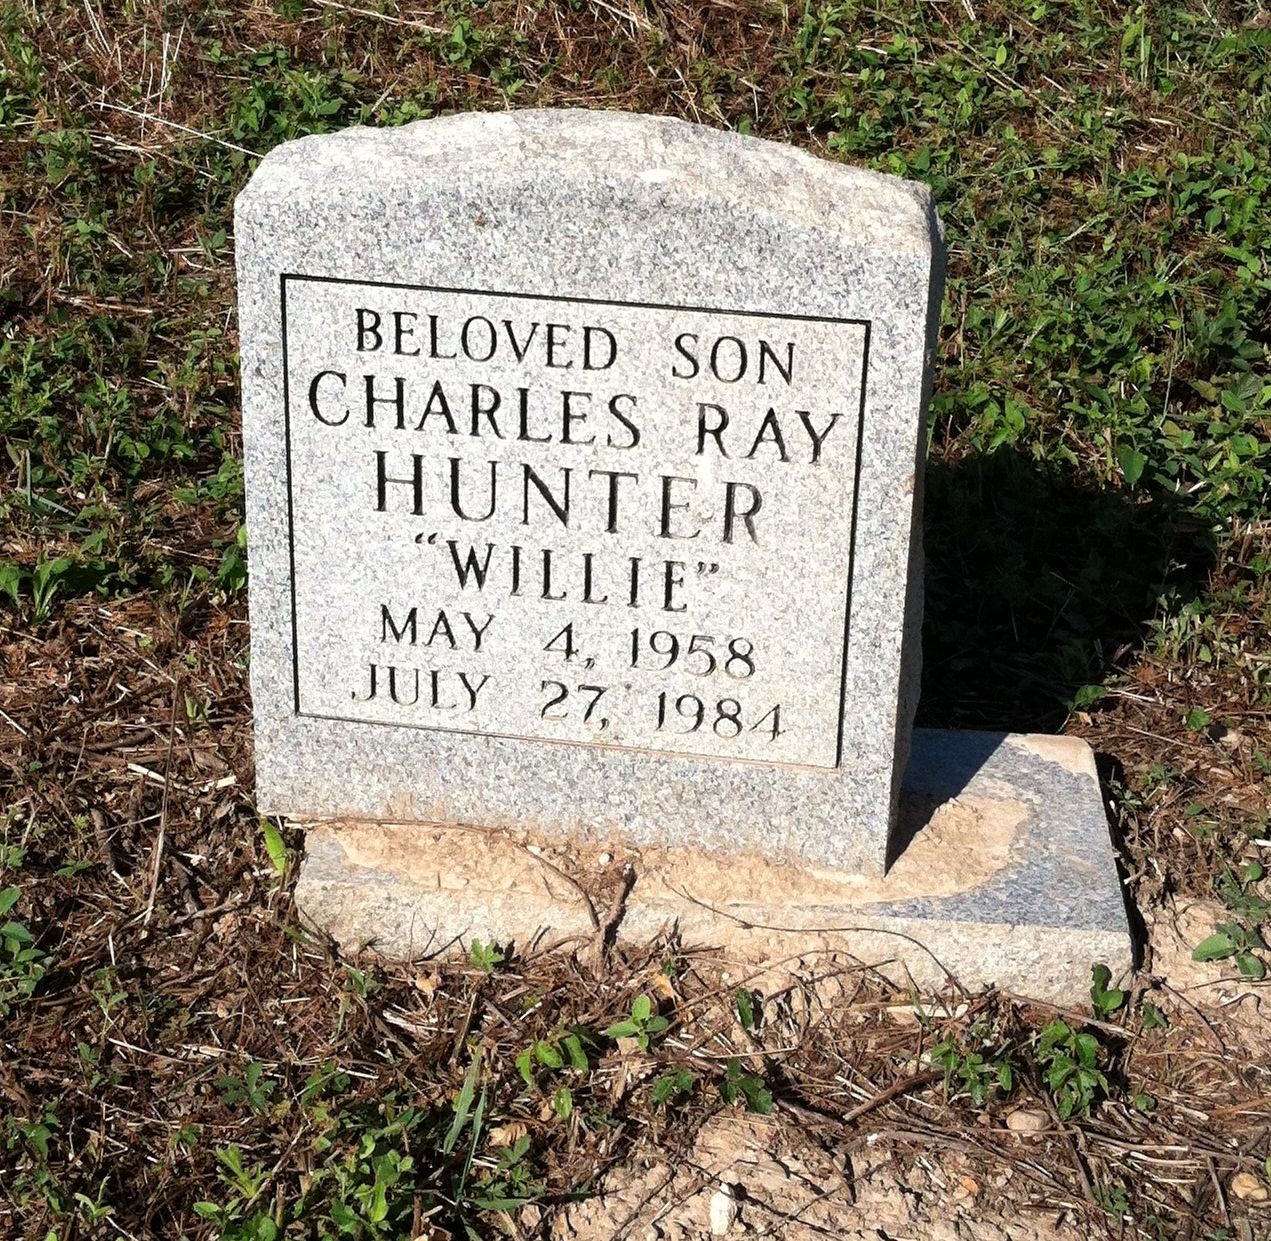 BELOVED SON
CHARLES RAY
HUNTER
“WILLIE”
MAY 4, 1958
JULY 27, 1984